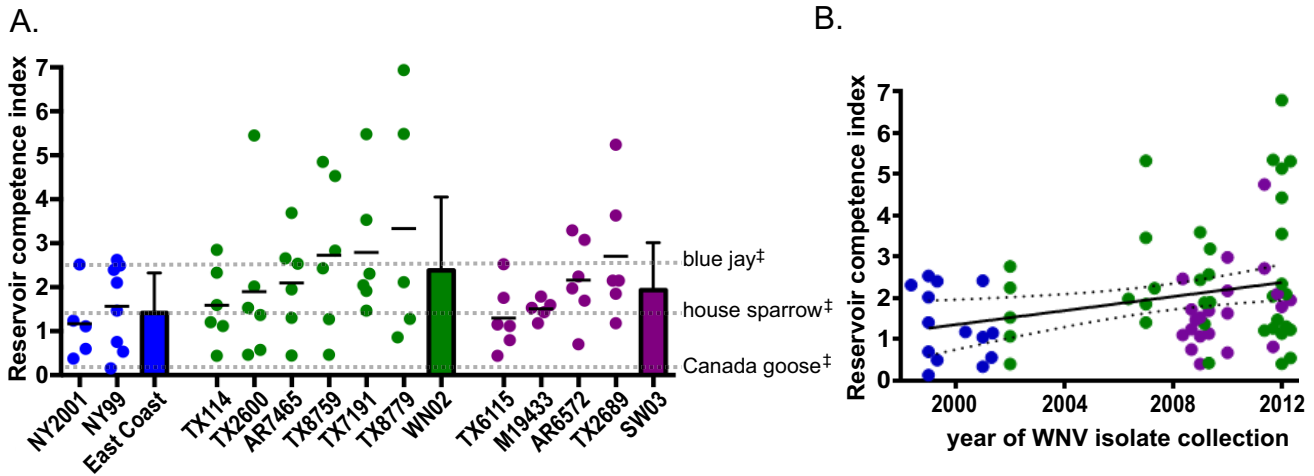 A.
Reservoir competence index
7
6
5
4
3
2
1
0
blue jay‡
house sparrow‡
Canada goose‡
NY2001
NY99
East Coast
TX114
TX2600
AR7465
TX8759
TX7191
TX8779
WN02
TX6115
M19433
AR6572
TX2689
SW03
B.
Reservoir competence index
7
6
5
4
3
2
1
0
2000
2004
2008
2012
year of WNV isolate collection